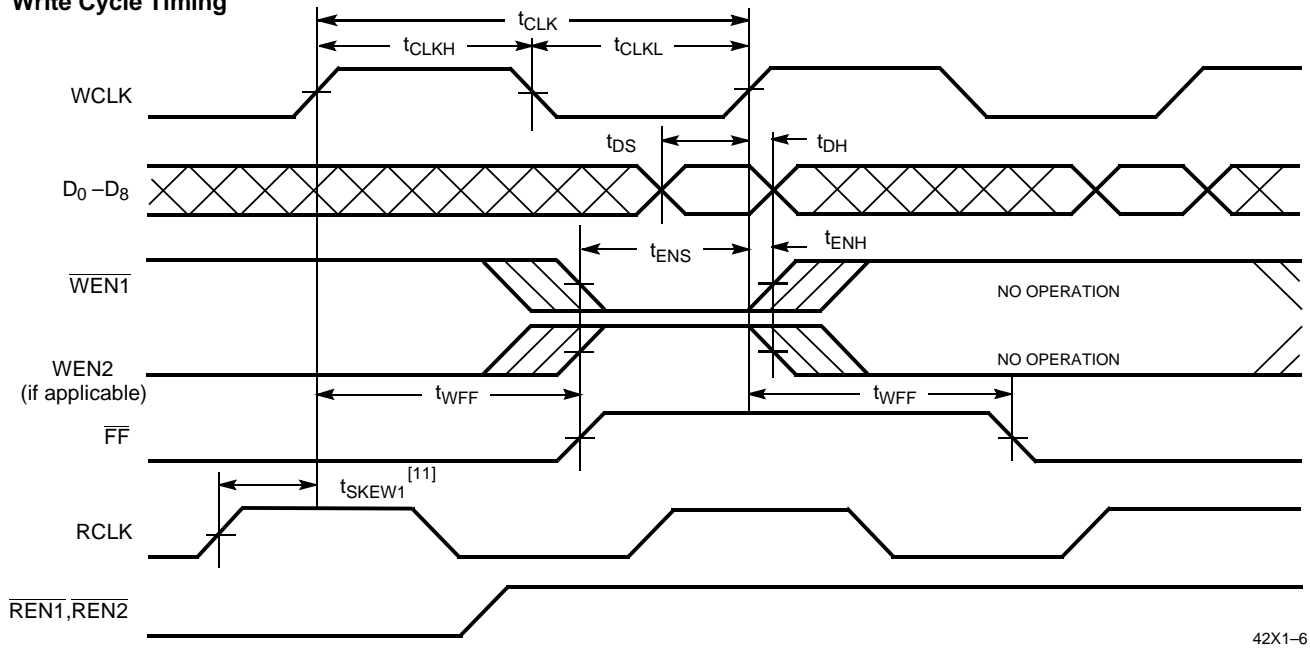 Write Cycle Timing
tCLK
tCLKH
tCLKL
WCLK
tDS
tDH
D0 –D8
tENS
tENH
WEN1
NO OPERATION
WEN2
(if applicable)
NO OPERATION
tWFF
tWFF
FF
tSKEW1 [11]
RCLK
REN1,REN2
42X1–6